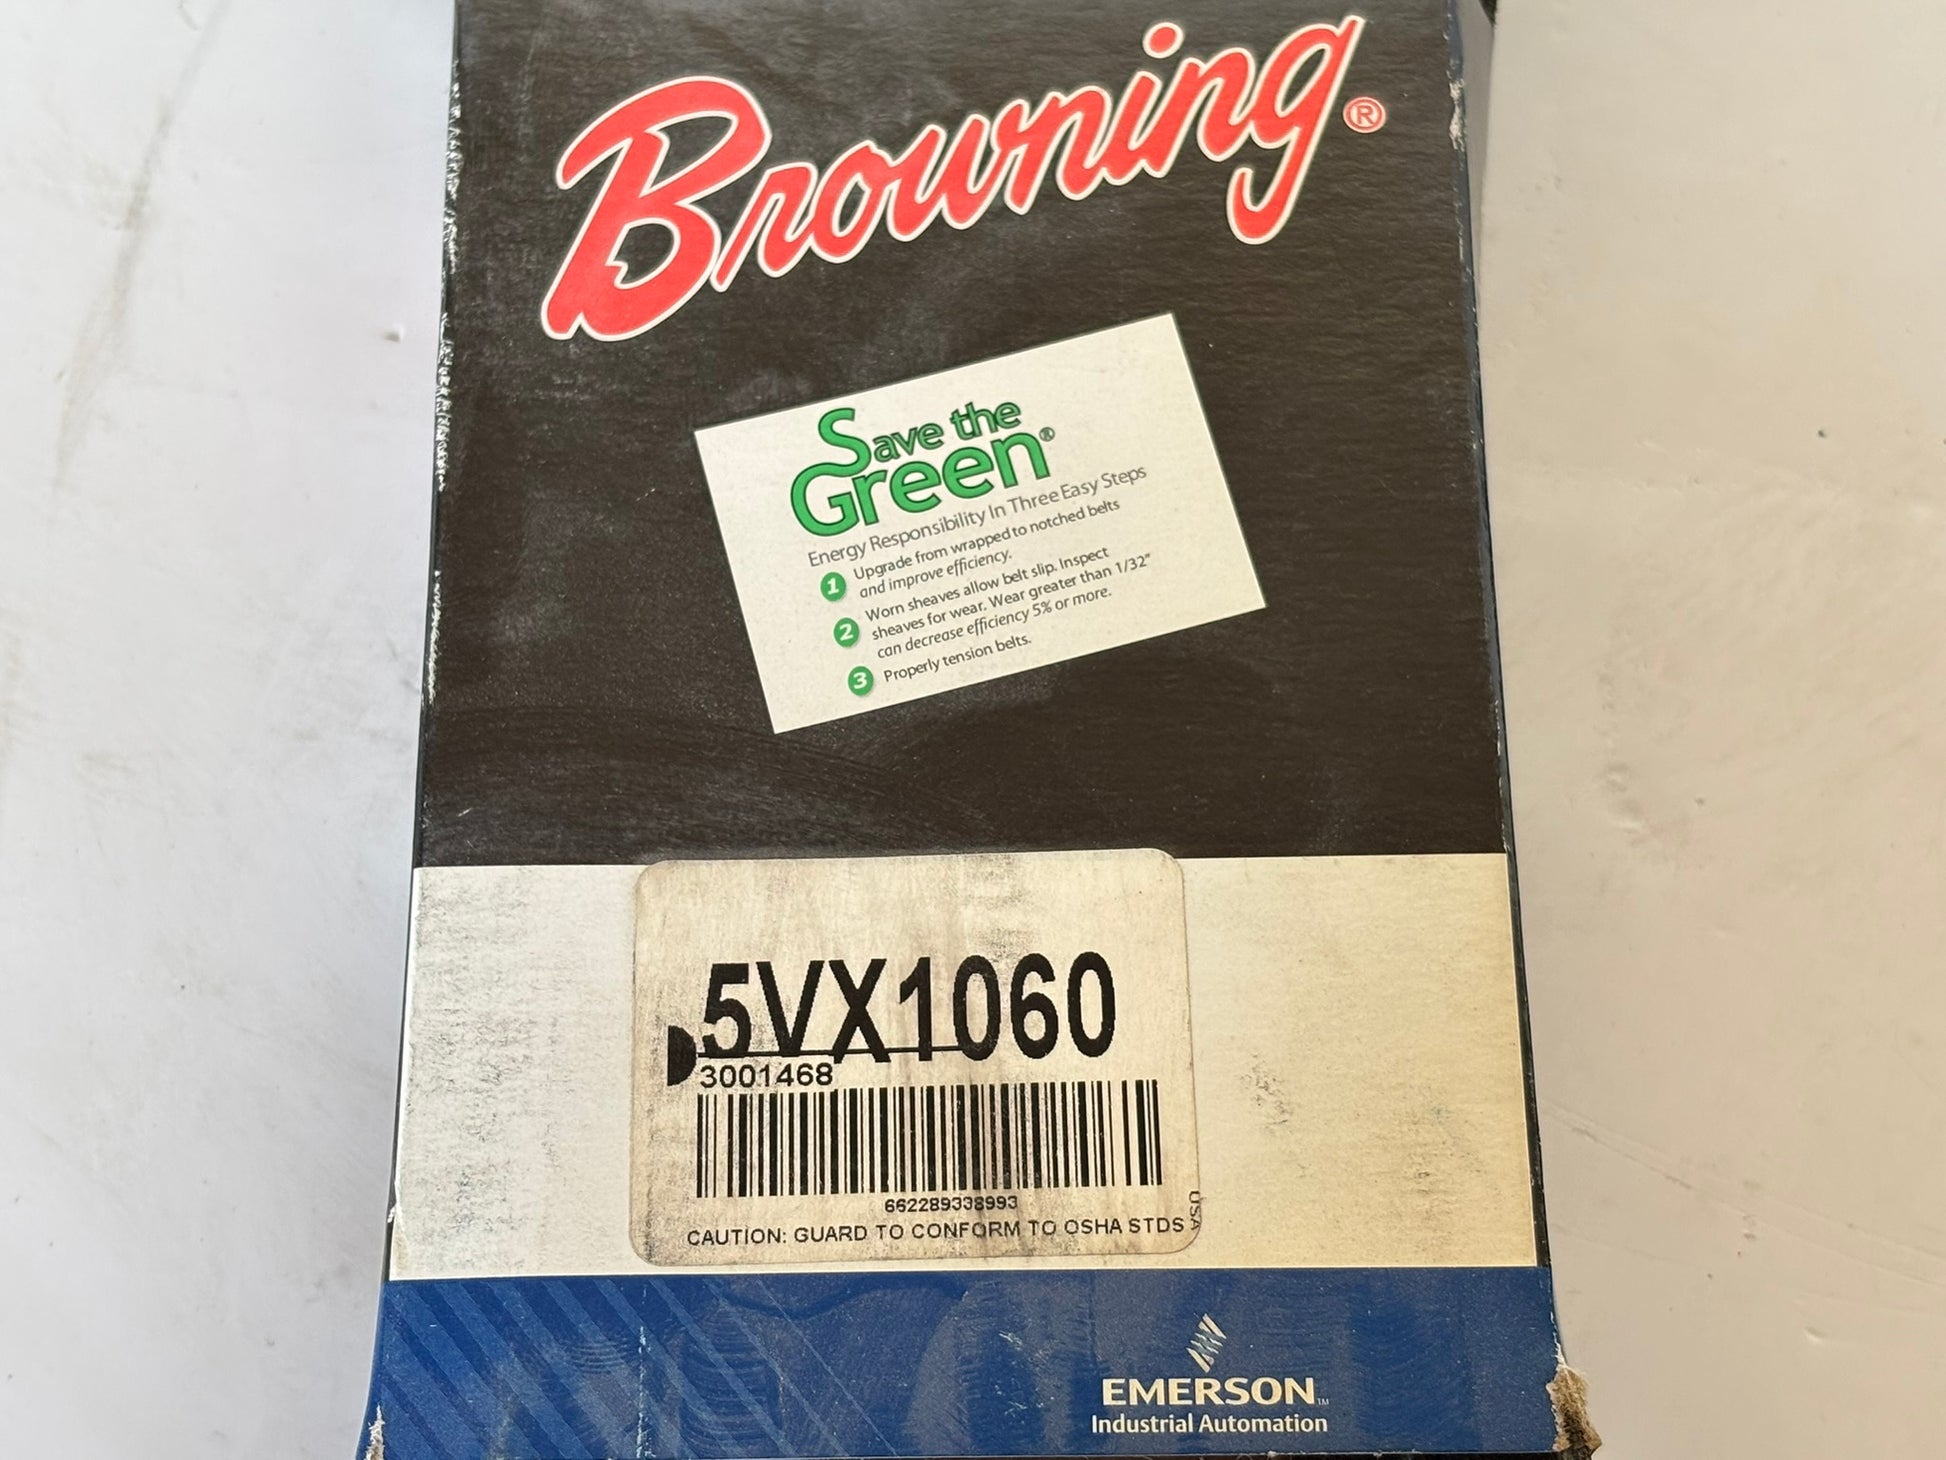 Browning®
Save the
Green®
Energy Responsibility In Three Easy Steps
1 Upgrade from wrapped to notched belts
and improve efficiency.
2 Worn sheaves allow belt slip. Inspect
sheaves for wear. Wear greater than 1/32"
can decrease efficiency 5% or more.
3 Properly tension belts.
5VX1060
3001468
662289338993
USA
CAUTION: GUARD TO CONFORM TO OSHA STDS
EMERSON™
Industrial Automation